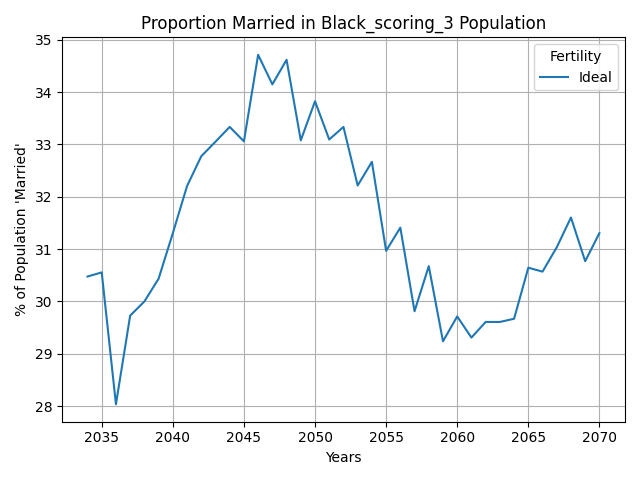 Proportion Married in Black_scoring_3 Population
% of Population 'Married'
35
34
33
32
31
30
29
28
Fertility
Ideal
2035 2040 2045 2050 2055 2060 2065 2070
Years